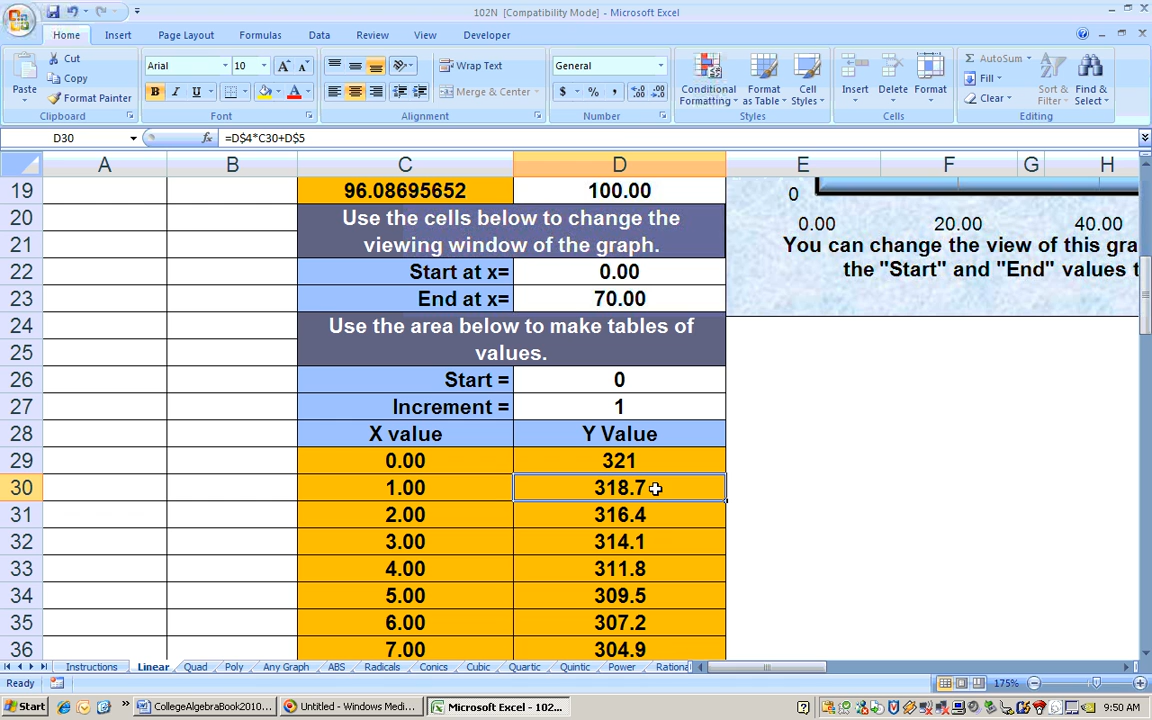 102N [Compatibility Mode] - Microsoft Excel
Home Insert Page Layout Formulas Data Review View Developer
Paste
Cut
Copy
Format Painter
Clipboard
Arial 10
B I U
Font
Wrap Text
Merge & Center
Alignment
General
$ % ,
Number
Conditional Formatting
Format as Table
Cell Styles
Styles
Insert Delete Format
Cells
AutoSum
Fill
Clear
Sort & Filter
Find & Select
Editing
D30 fx =D$4*C30+D$5
A B C D E F G H
19 96.08695652 100.00
20 Use the cells below to change the
21 viewing window of the graph.
22 Start at x= 0.00
23 End at x= 70.00
24 Use the area below to make tables of
25 values.
26 Start = 0
27 Increment = 1
28 X value Y Value
29 0.00 321
30 1.00 318.7
31 2.00 316.4
32 3.00 314.1
33 4.00 311.8
34 5.00 309.5
35 6.00 307.2
36 7.00 304.9
0
0.00 20.00 40.00
You can change the view of this gra
the "Start" and "End" values t
Instructions Linear Quad Poly Any Graph ABS Radicals Conics Cubic Quartic Quintic Power Rationa
Ready 175%
Start CollegeAlgebraBook2010... Untitled - Windows Medi... Microsoft Excel - 102... 9:50 AM